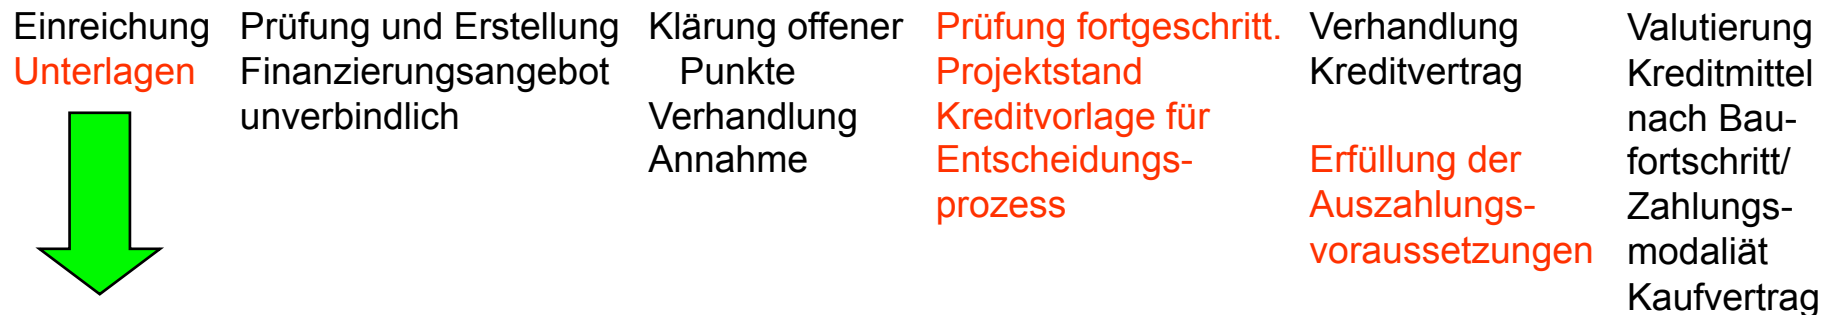 Einreichung
Unterlagen
Prüfung und Erstellung
Finanzierungsangebot
unverbindlich
Klärung offener
Punkte
Verhandlung
Annahme
Prüfung fortgeschritt.
Projektstand
Kreditvorlage für
Entscheidungs-
prozess
Verhandlung
Kreditvertrag
Erfüllung der
Auszahlungs-
voraussetzungen
Valutierung
Kreditmittel
nach Bau-
fortschritt/
Zahlungs-
modaliät
Kaufvertrag